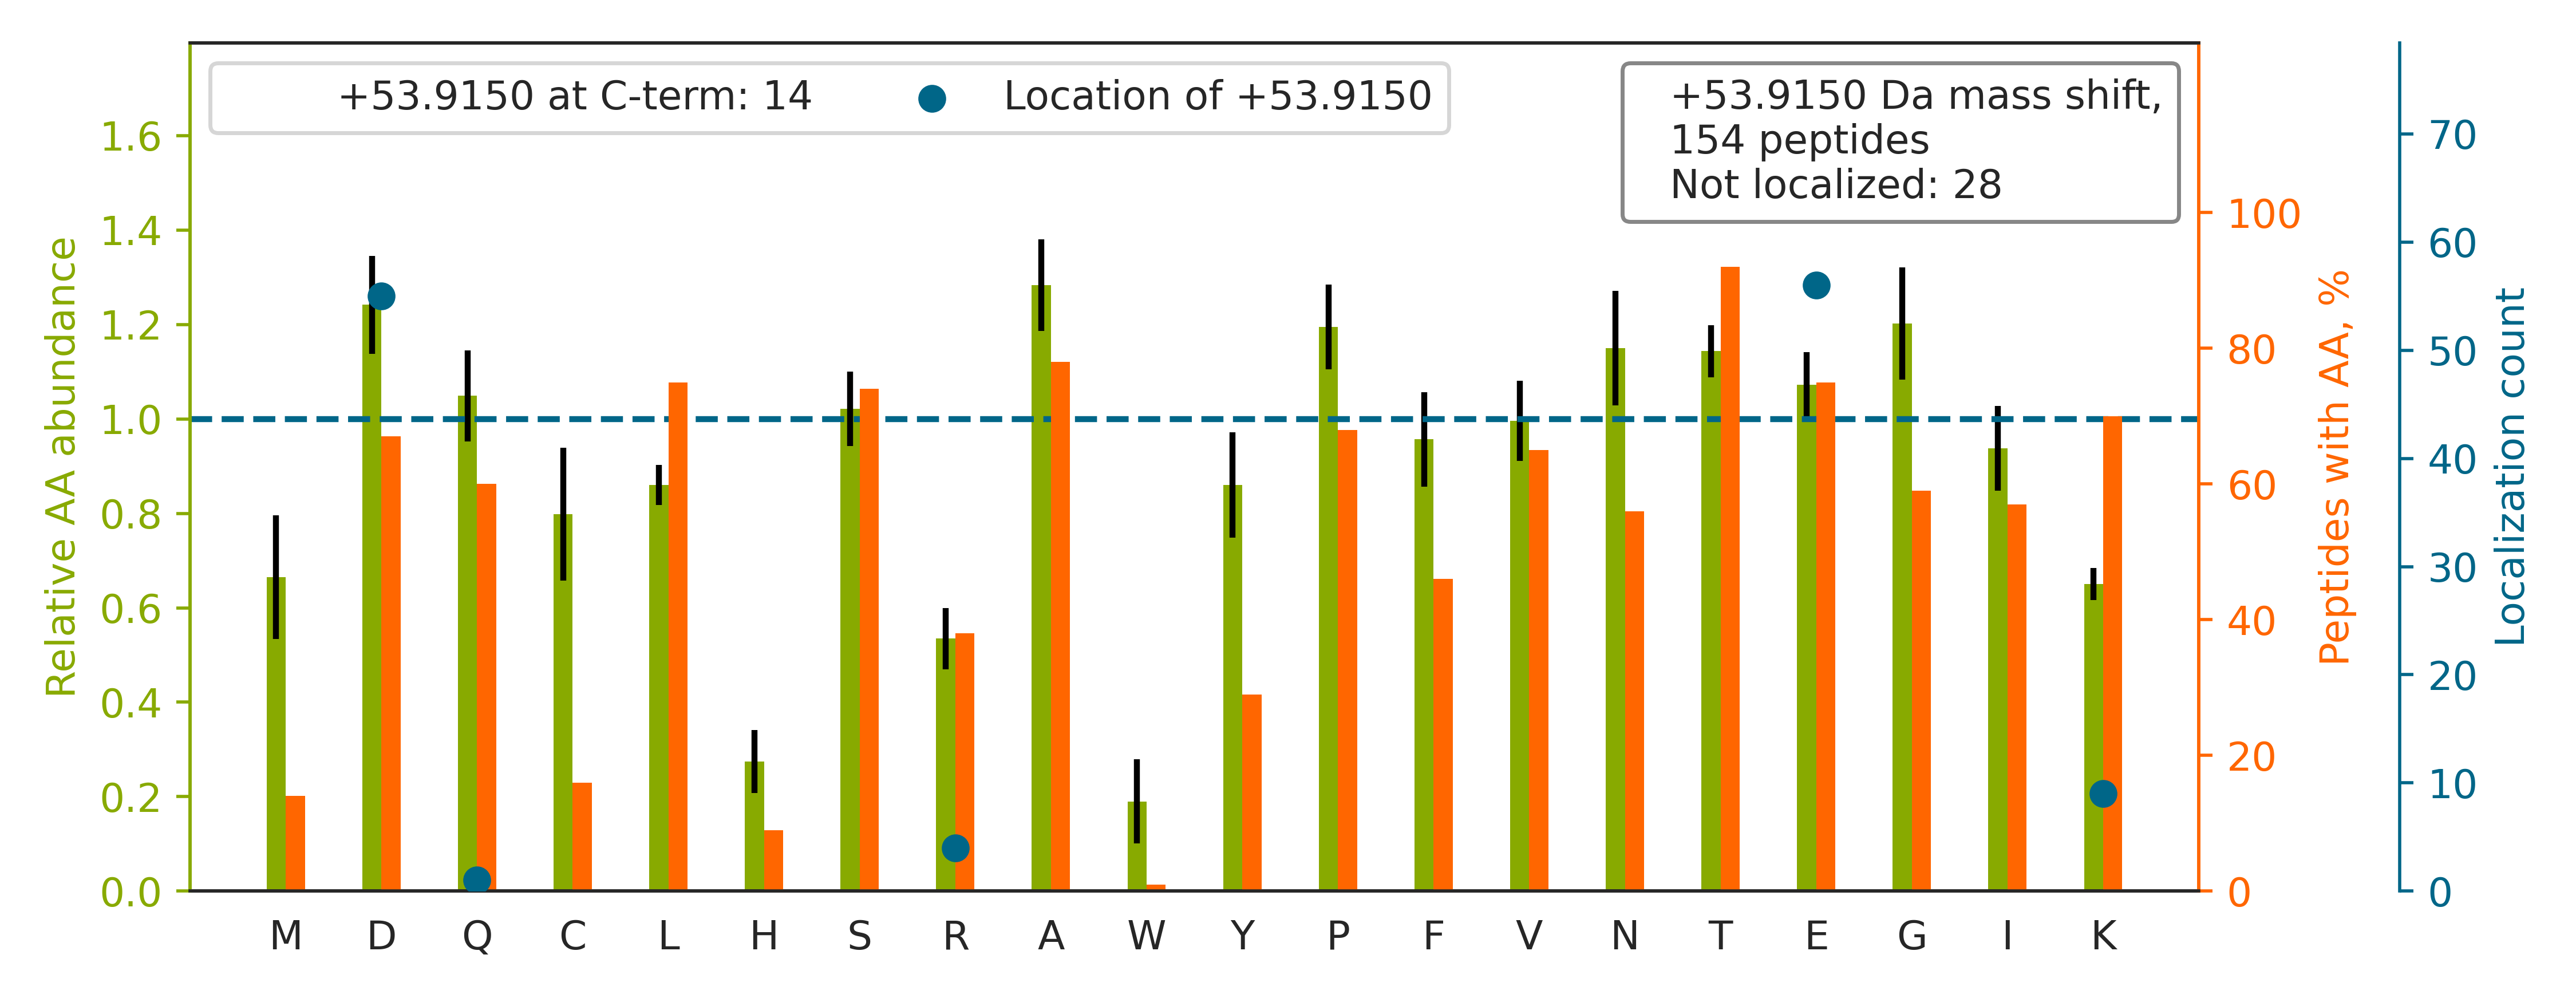 +53.9150 at C-term: 14
Location of +53.9150
+53.9150 Da mass shift,
154 peptides
Not localized: 28
Relative AA abundance
1.6
1.4
1.2
1.0
0.8
0.6
0.4
0.2
0.0
M D Q C L H S R A W Y P F V N T E G I K
100
80
60
40
20
0
Peptides with AA, %
70
60
50
40
30
20
10
0
Localization count